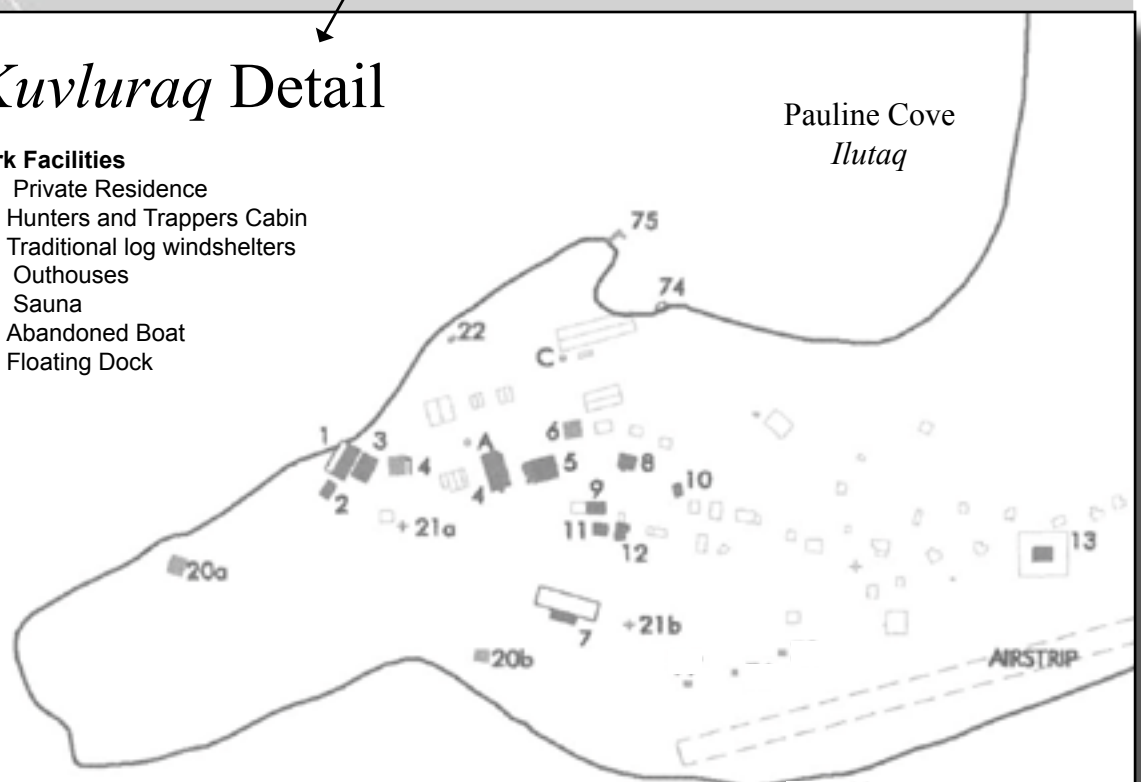 Kuvluraq Detail
Pauline Cove
Ilutaq
rk Facilities
Private Residence
Hunters and Trappers Cabin
Traditional log windshelters
Outhouses
Sauna
Abandoned Boat
Floating Dock
75
74
22
C
1
3
4
A
6
5
8
4
9
10
2
21a
11
12
13
20a
7
21b
20b
AIRSTRIP